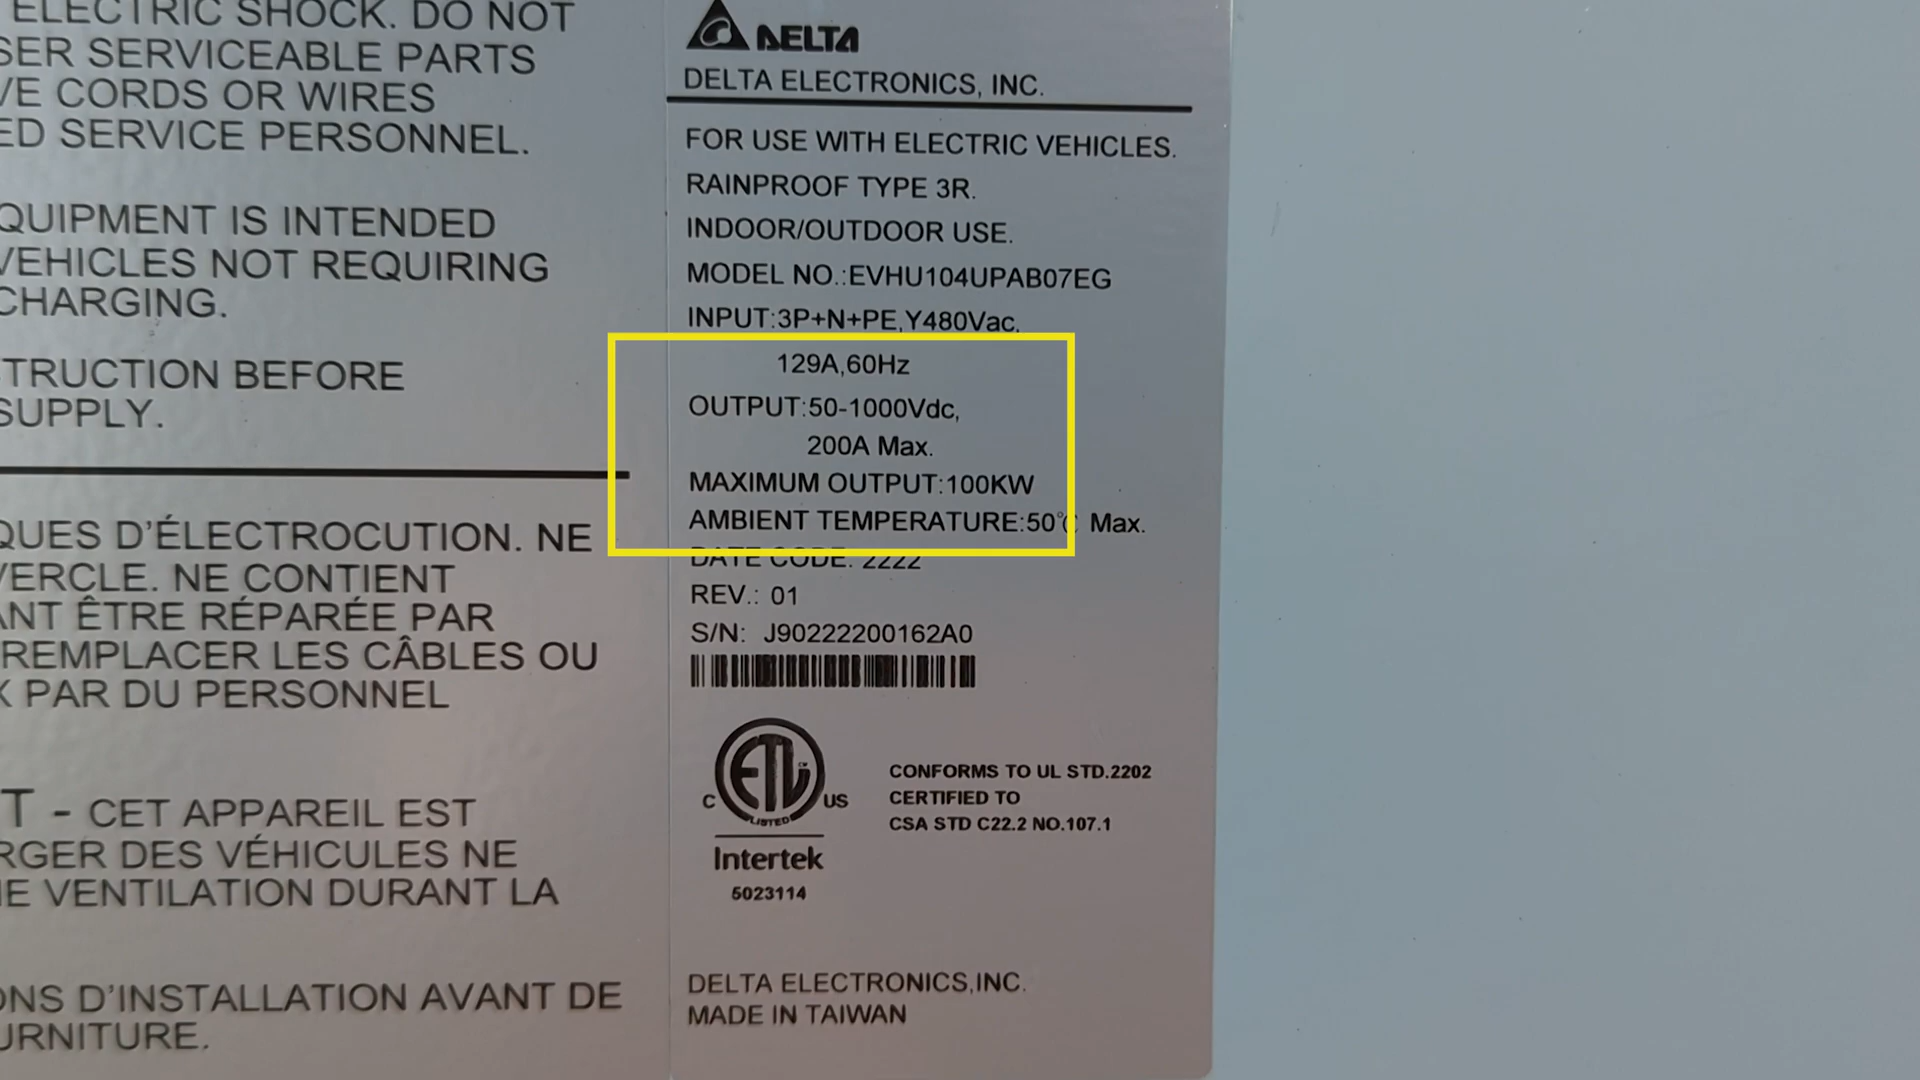 ELECTRIC SHOCK. DO NOT
SER SERVICEABLE PARTS
VE CORDS OR WIRES
ED SERVICE PERSONNEL.
QUIPMENT IS INTENDED
VEHICLES NOT REQUIRING
CHARGING.
TRUCTION BEFORE
SUPPLY.
QUES D'ÉLECTROCUTION. NE
VERCLE. NE CONTIENT
ANT ÊTRE RÉPARÉE PAR
REMPLACER LES CÂBLES OU
X PAR DU PERSONNEL
T - CET APPAREIL EST
RGER DES VÉHICULES NE
NE VENTILATION DURANT LA
ONS D'INSTALLATION AVANT DE
URNITURE.
DELTA
DELTA ELECTRONICS, INC.
FOR USE WITH ELECTRIC VEHICLES.
RAINPROOF TYPE 3R.
INDOOR/OUTDOOR USE.
MODEL NO.:EVHU104UPAB07EG
INPUT:3P+N+PE,Y480Vac,
129A,60Hz
OUTPUT:50-1000Vdc,
200A Max.
MAXIMUM OUTPUT:100KW
AMBIENT TEMPERATURE:50℃ Max.
DATE CODE: 2222
REV.: 01
S/N: J90222200162A0
ETL CM
LISTED
C US
Intertek
5023114
CONFORMS TO UL STD.2202
CERTIFIED TO
CSA STD C22.2 NO.107.1
DELTA ELECTRONICS,INC.
MADE IN TAIWAN